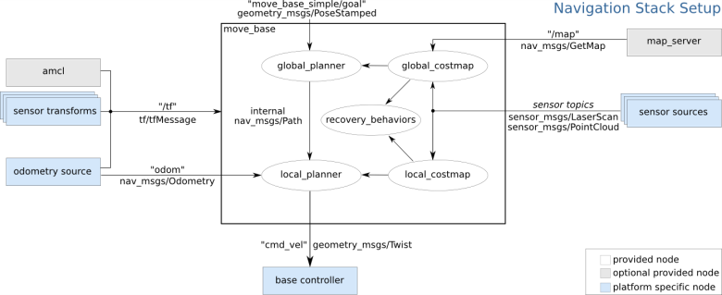 Navigation Stack Setup
"move_base_simple/goal"
geometry_msgs/PoseStamped
move_base
"/map"
nav_msgs/GetMap
map_server
global_planner
global_costmap
amcl
sensor transforms
"/tf"
tf/tfMessage
internal
nav_msgs/Path
recovery_behaviors
sensor topics
sensor_msgs/LaserScan
sensor_msgs/PointCloud
sensor sources
odometry source
"odom"
nav_msgs/Odometry
local_planner
local_costmap
"cmd_vel" geometry_msgs/Twist
base controller
provided node
optional provided node
platform specific node